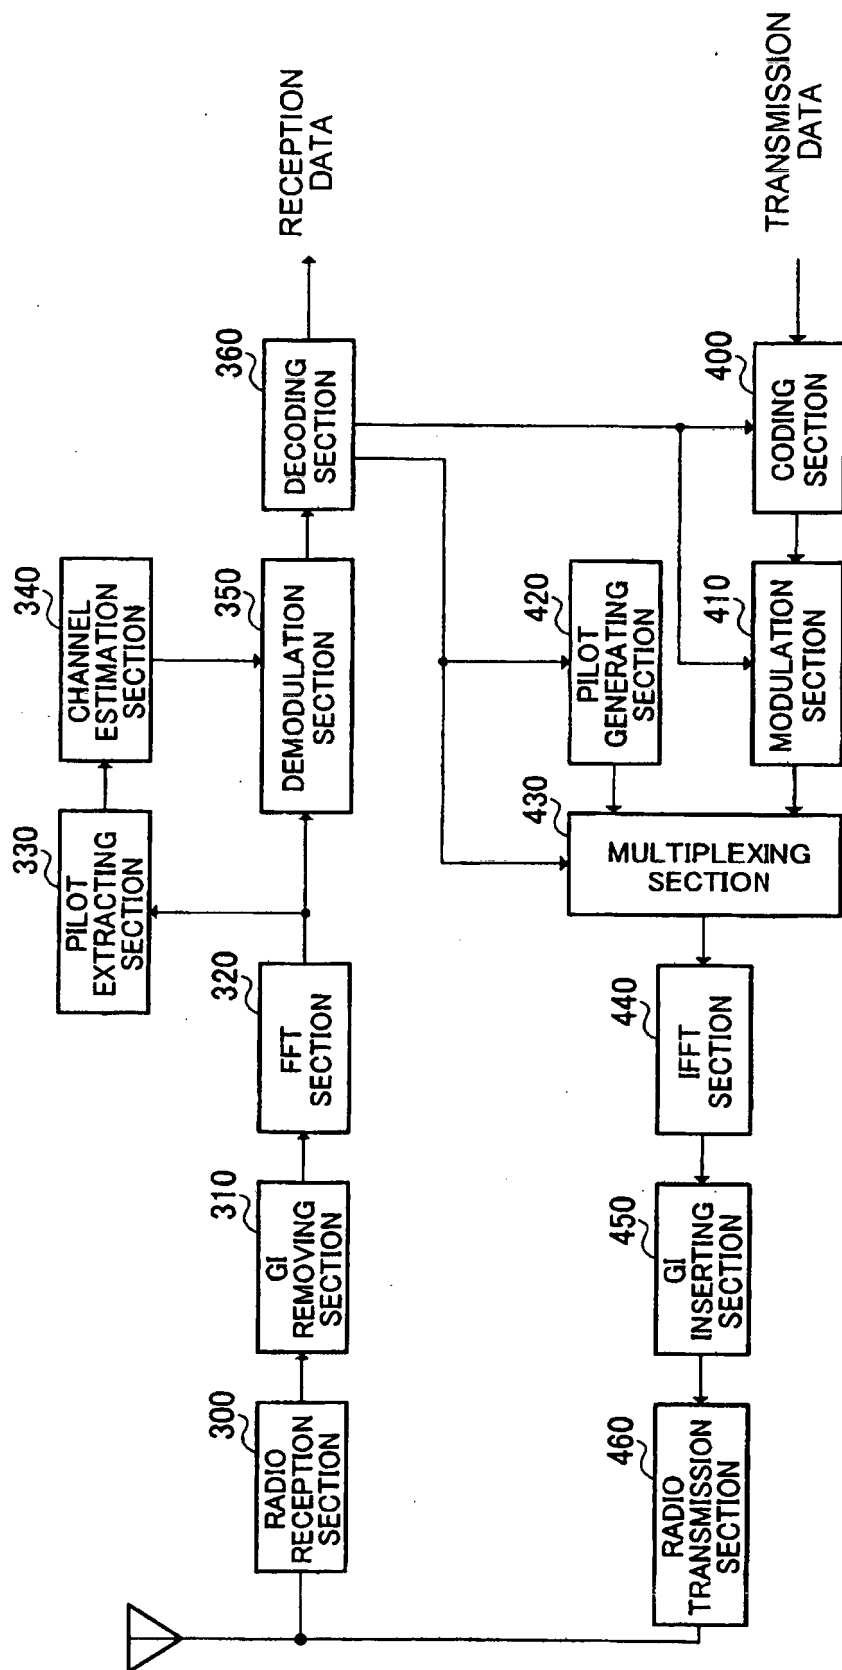 340
CHANNEL
ESTIMATION
SECTION
330
PILOT
EXTRACTING
SECTION
300
RADIO
RECEPTION
SECTION
310
GI
REMOVING
SECTION
320
FFT
SECTION
350
DEMODULATION
SECTION
360
DECODING
SECTION
RECEPTION
DATA
420
PILOT
GENERATING
SECTION
430
MULTIPLEXING
SECTION
460
RADIO
TRANSMISSION
SECTION
450
GI
INSERTING
SECTION
440
IFFT
SECTION
410
MODULATION
SECTION
400
CODING
SECTION
TRANSMISSION
DATA